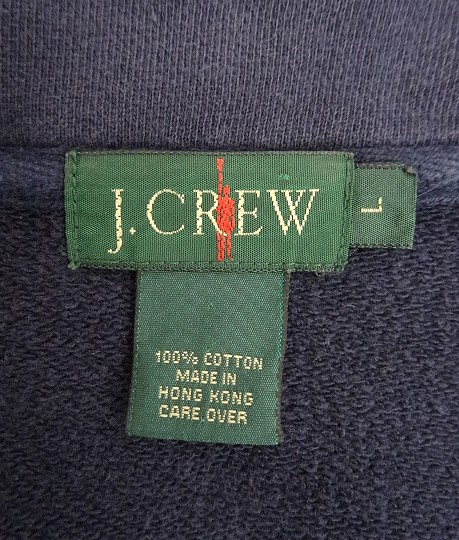 J.CREW
L
100% COTTON
MADE IN
HONG KONG
CARE.OVER